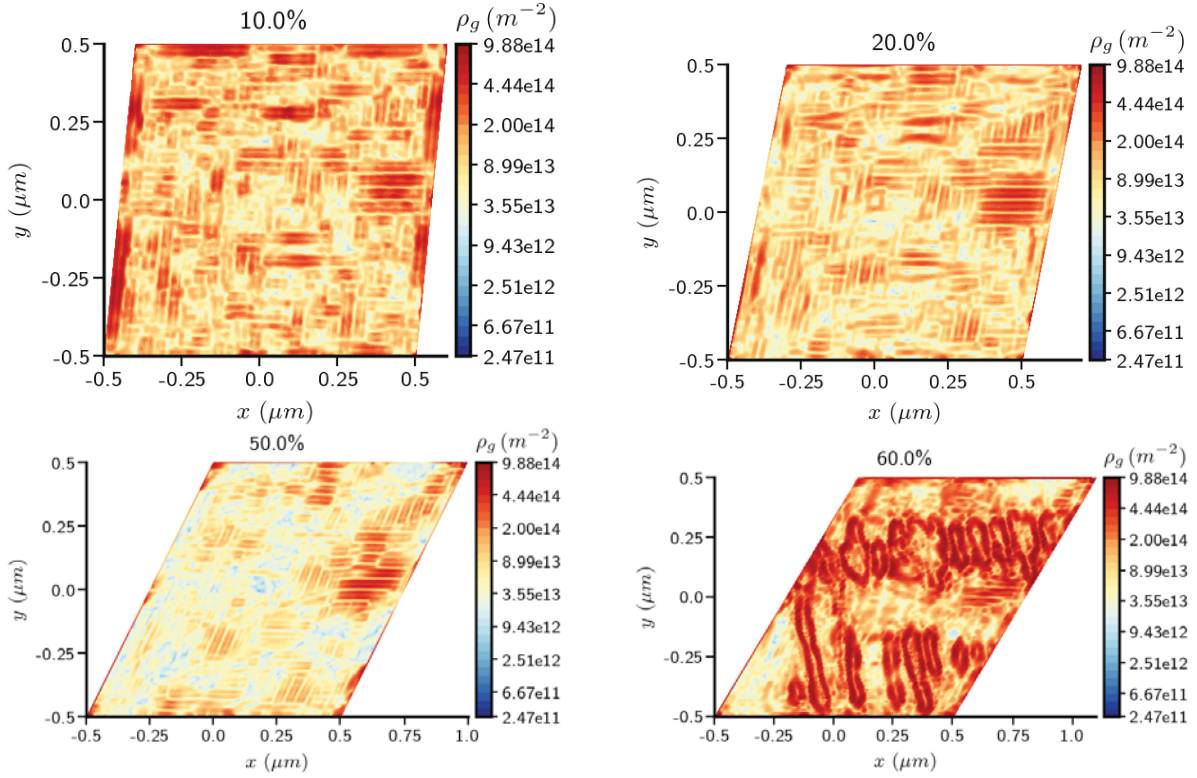 10.0%
ρ_g (m^{-2})
0.5
0.25
0.0
-0.25
-0.5
y (μm)
-0.5
-0.25
0.0
0.25
0.5
x (μm)
9.88e14
4.44e14
2.00e14
8.99e13
3.55e13
9.43e12
2.51e12
6.67e11
2.47e11
20.0%
ρ_g (m^{-2})
0.5
0.25
0.0
-0.25
-0.5
y (μm)
-0.5
-0.25
0.0
0.25
0.5
x (μm)
9.88e14
4.44e14
2.00e14
8.99e13
3.55e13
9.43e12
2.51e12
6.67e11
2.47e11
50.0%
ρ_g (m^{-2})
0.5
0.25
0.0
-0.25
-0.5
y (μm)
-0.5
-0.25
0.0
0.25
0.5
0.75
1.0
x (μm)
9.88e14
4.44e14
2.00e14
8.99e13
3.55e13
9.43e12
2.51e12
6.67e11
2.47e11
60.0%
ρ_g (m^{-2})
0.5
0.25
0.0
-0.25
-0.5
y (μm)
-0.5
-0.25
0.0
0.25
0.5
0.75
1.0
x (μm)
9.88e14
4.44e14
2.00e14
8.99e13
3.55e13
9.43e12
2.51e12
6.67e11
2.47e11